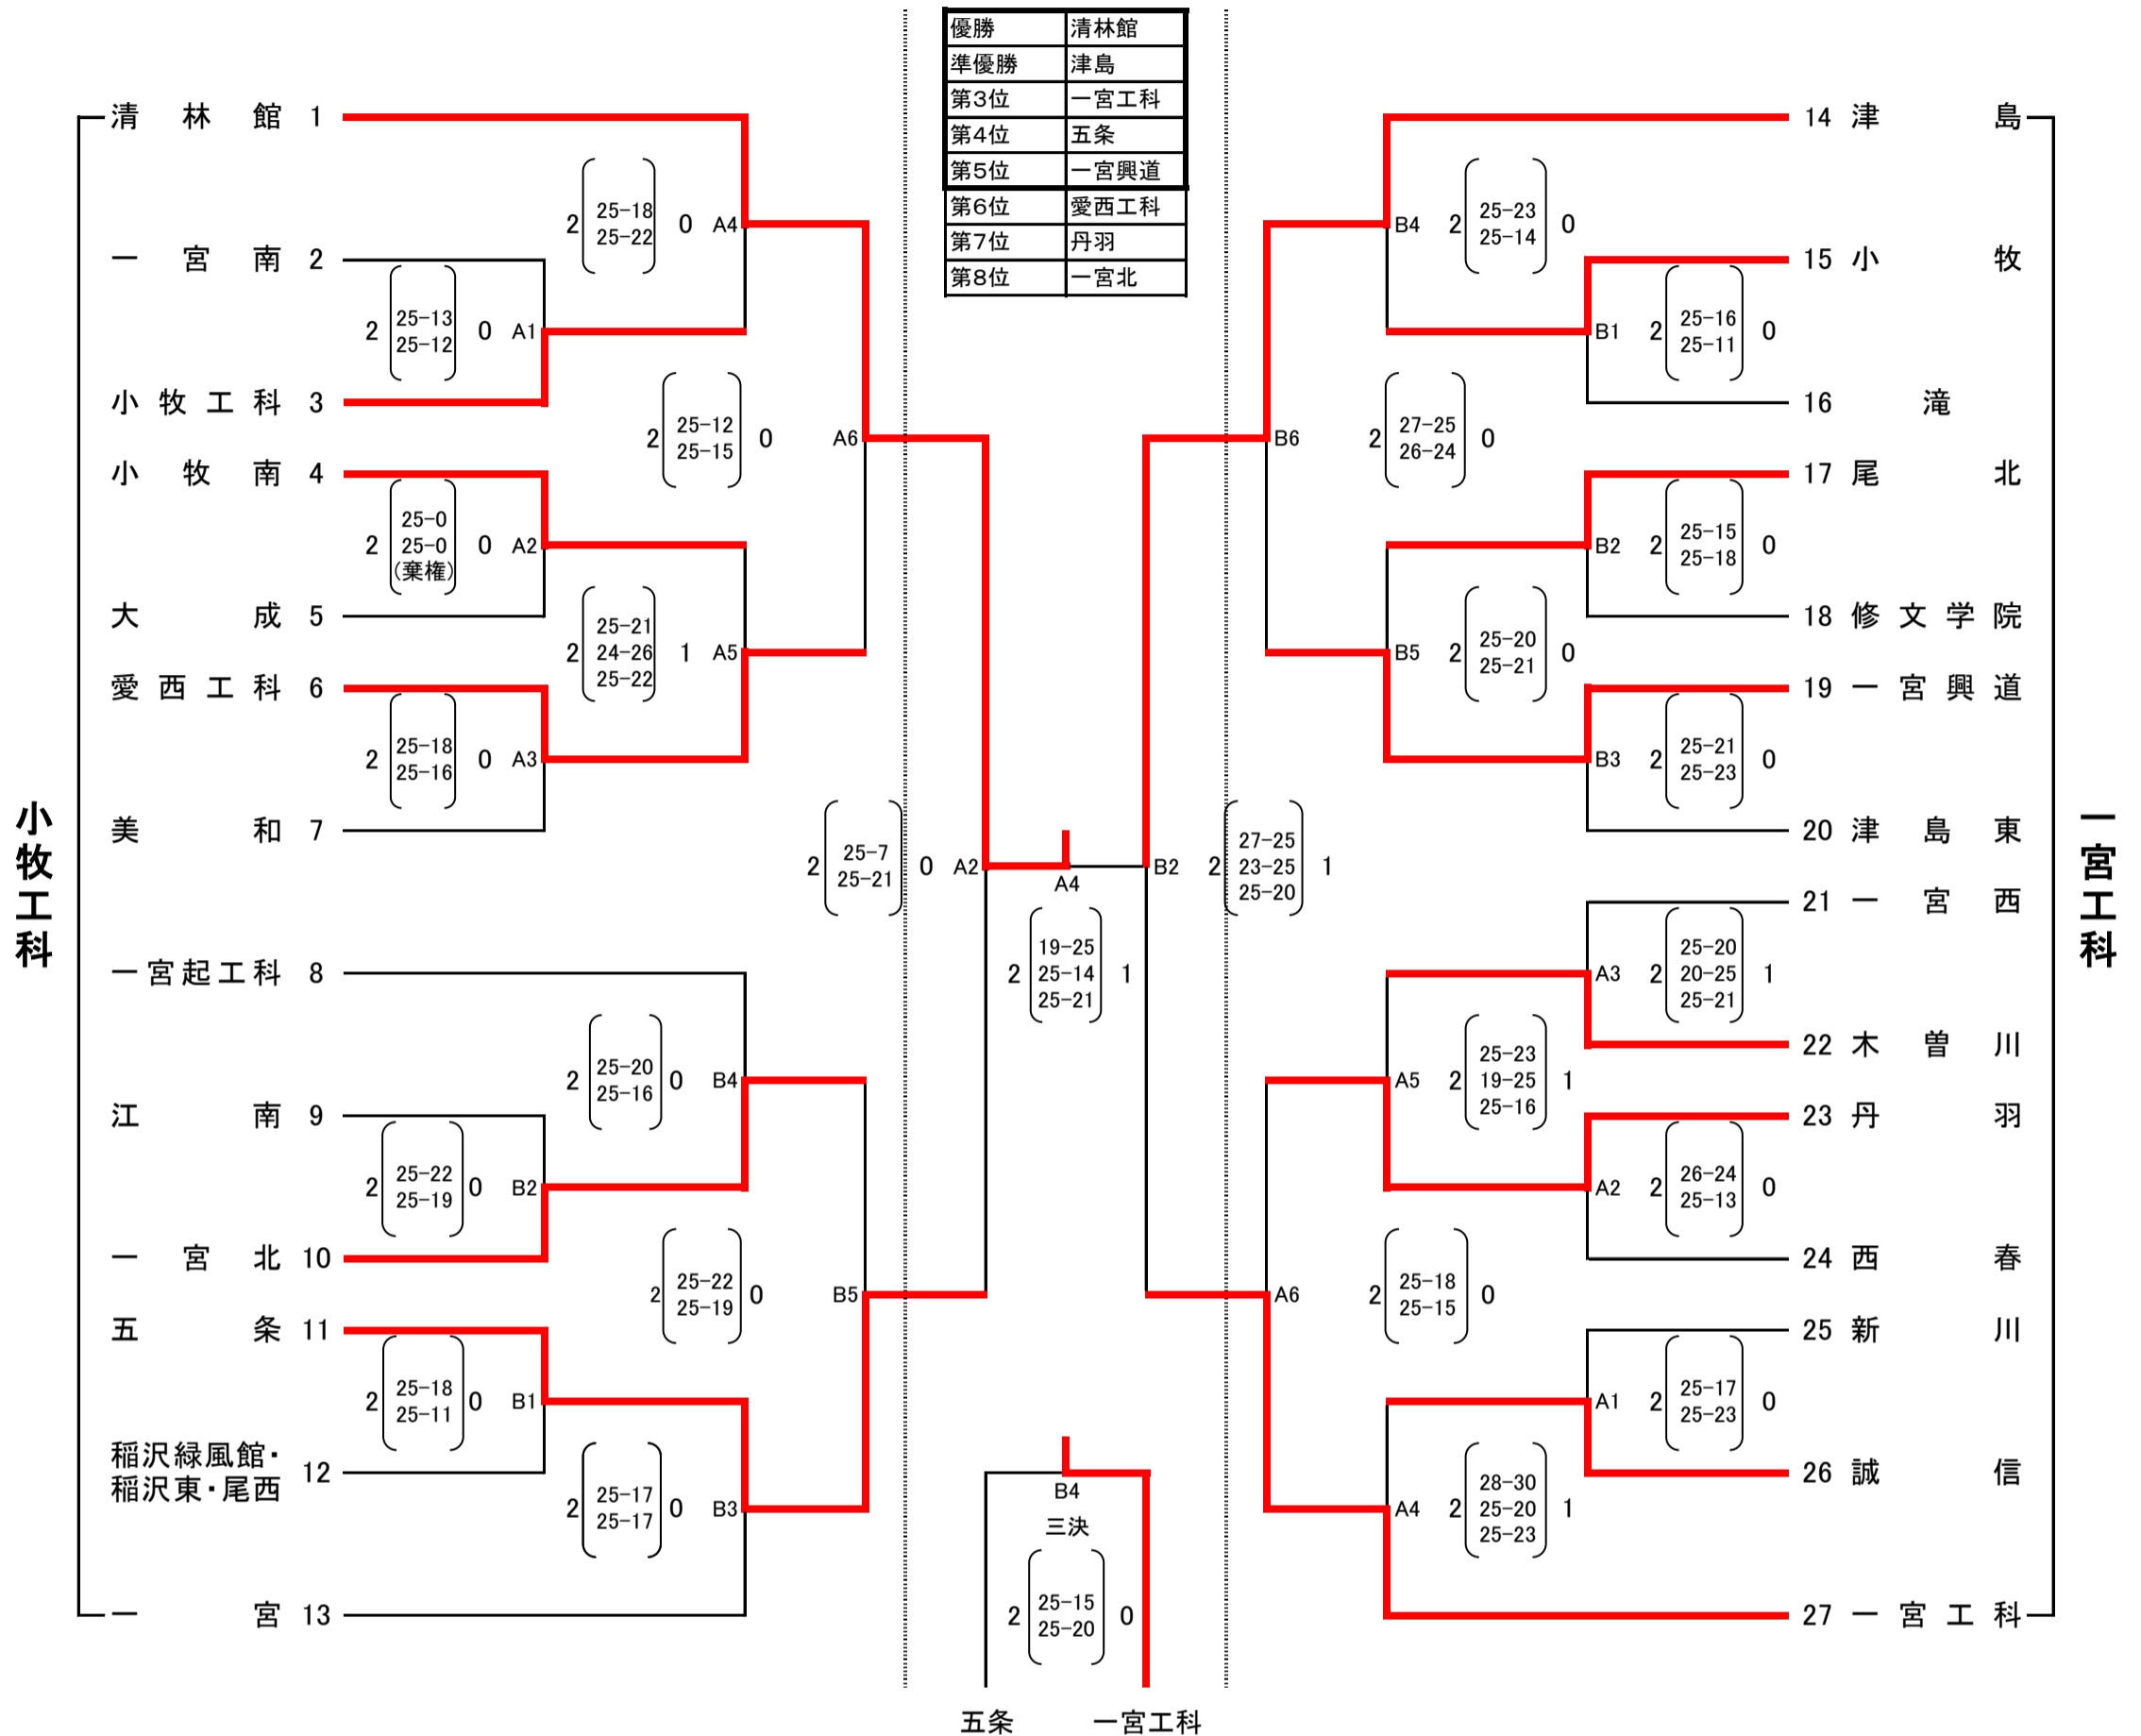 優勝 清林館
準優勝 津島
第3位 一宮工科
第4位 五条
第5位 一宮興道
第6位 愛西工科
第7位 丹羽
第8位 一宮北
小牧工科
清林館 1
一宮南 2
小牧工科 3
小牧南 4
大成 5
愛西工科 6
美和 7
一宮起工科 8
江南 9
一宮北 10
五条 11
稲沢緑風館・
稲沢東・尾西 12
一宮 13
2 25-13 0 A1
25-12
2 25-0 0 A2
25-0
(棄権)
2 25-18 0 A3
25-16
2 25-22 0 B2
25-19
2 25-18 0 B1
25-11
2 25-18 0 A4
25-22
2 25-21 1 A5
24-26
25-22
2 25-20 0 B4
25-16
2 25-17 0 B3
25-17
2 25-12 0 A6
25-15
2 25-22 0 B5
25-19
2 25-7 0 A2
25-21
A4
2 19-25 1
25-14
25-21
B4
三決
2 25-15 0
25-20
五条 一宮工科
B2 2 27-25 1
23-25
25-20
B6 2 27-25 0
26-24
A6 2 25-18 0
25-15
B4 2 25-23 0
25-14
B5 2 25-20 0
25-21
A5 2 25-23 1
19-25
25-16
A4 2 28-30 1
25-20
25-23
B1 2 25-16 0
25-11
B2 2 25-15 0
25-18
B3 2 25-21 0
25-23
A3 2 25-20 1
20-25
25-21
A2 2 26-24 0
25-13
A1 2 25-17 0
25-23
14 津島
15 小牧
16 滝
17 尾北
18 修文学院
19 一宮興道
20 津島東
21 一宮西
22 木曽川
23 丹羽
24 西春
25 新川
26 誠信
27 一宮工科
一宮工科